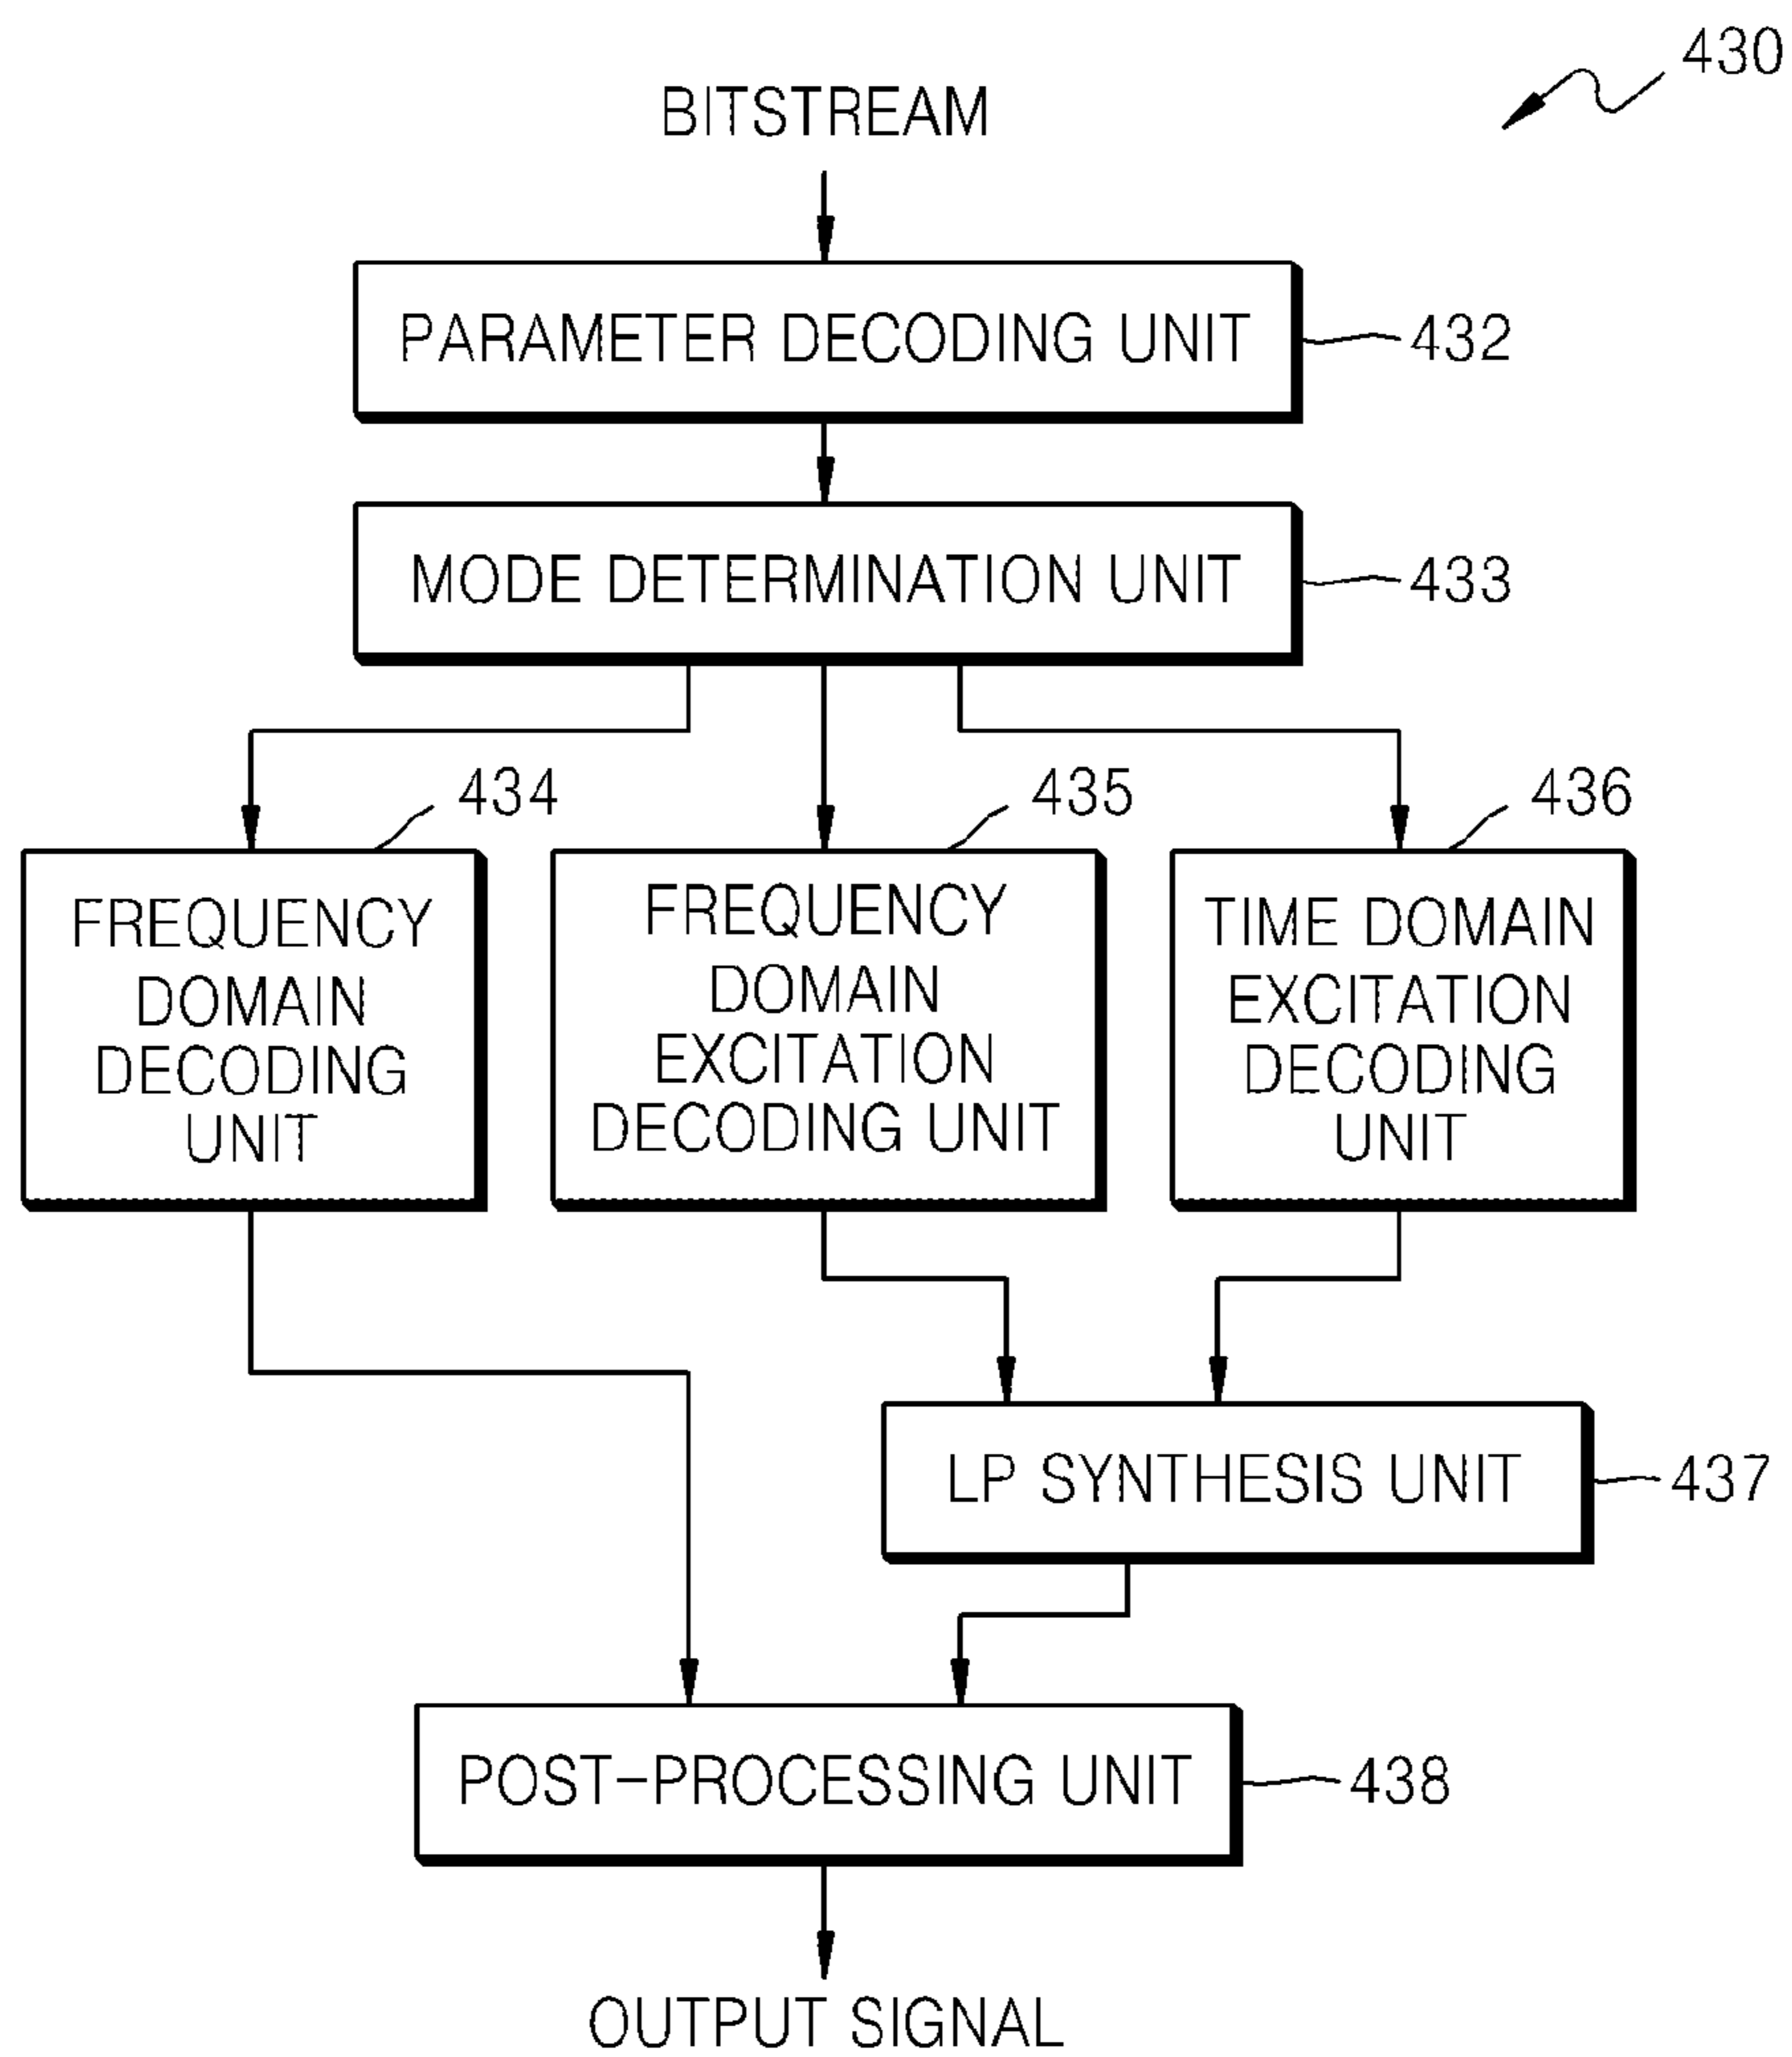 430
BITSTREAM
PARAMETER DECODING UNIT
432
MODE DETERMINATION UNIT
433
434
435
436
FREQUENCY
DOMAIN
DECODING
UNIT
FREQUENCY
DOMAIN
EXCITATION
DECODING UNIT
TIME DOMAIN
EXCITATION
DECODING
UNIT
LP SYNTHESIS UNIT
437
POST-PROCESSING UNIT
438
OUTPUT SIGNAL